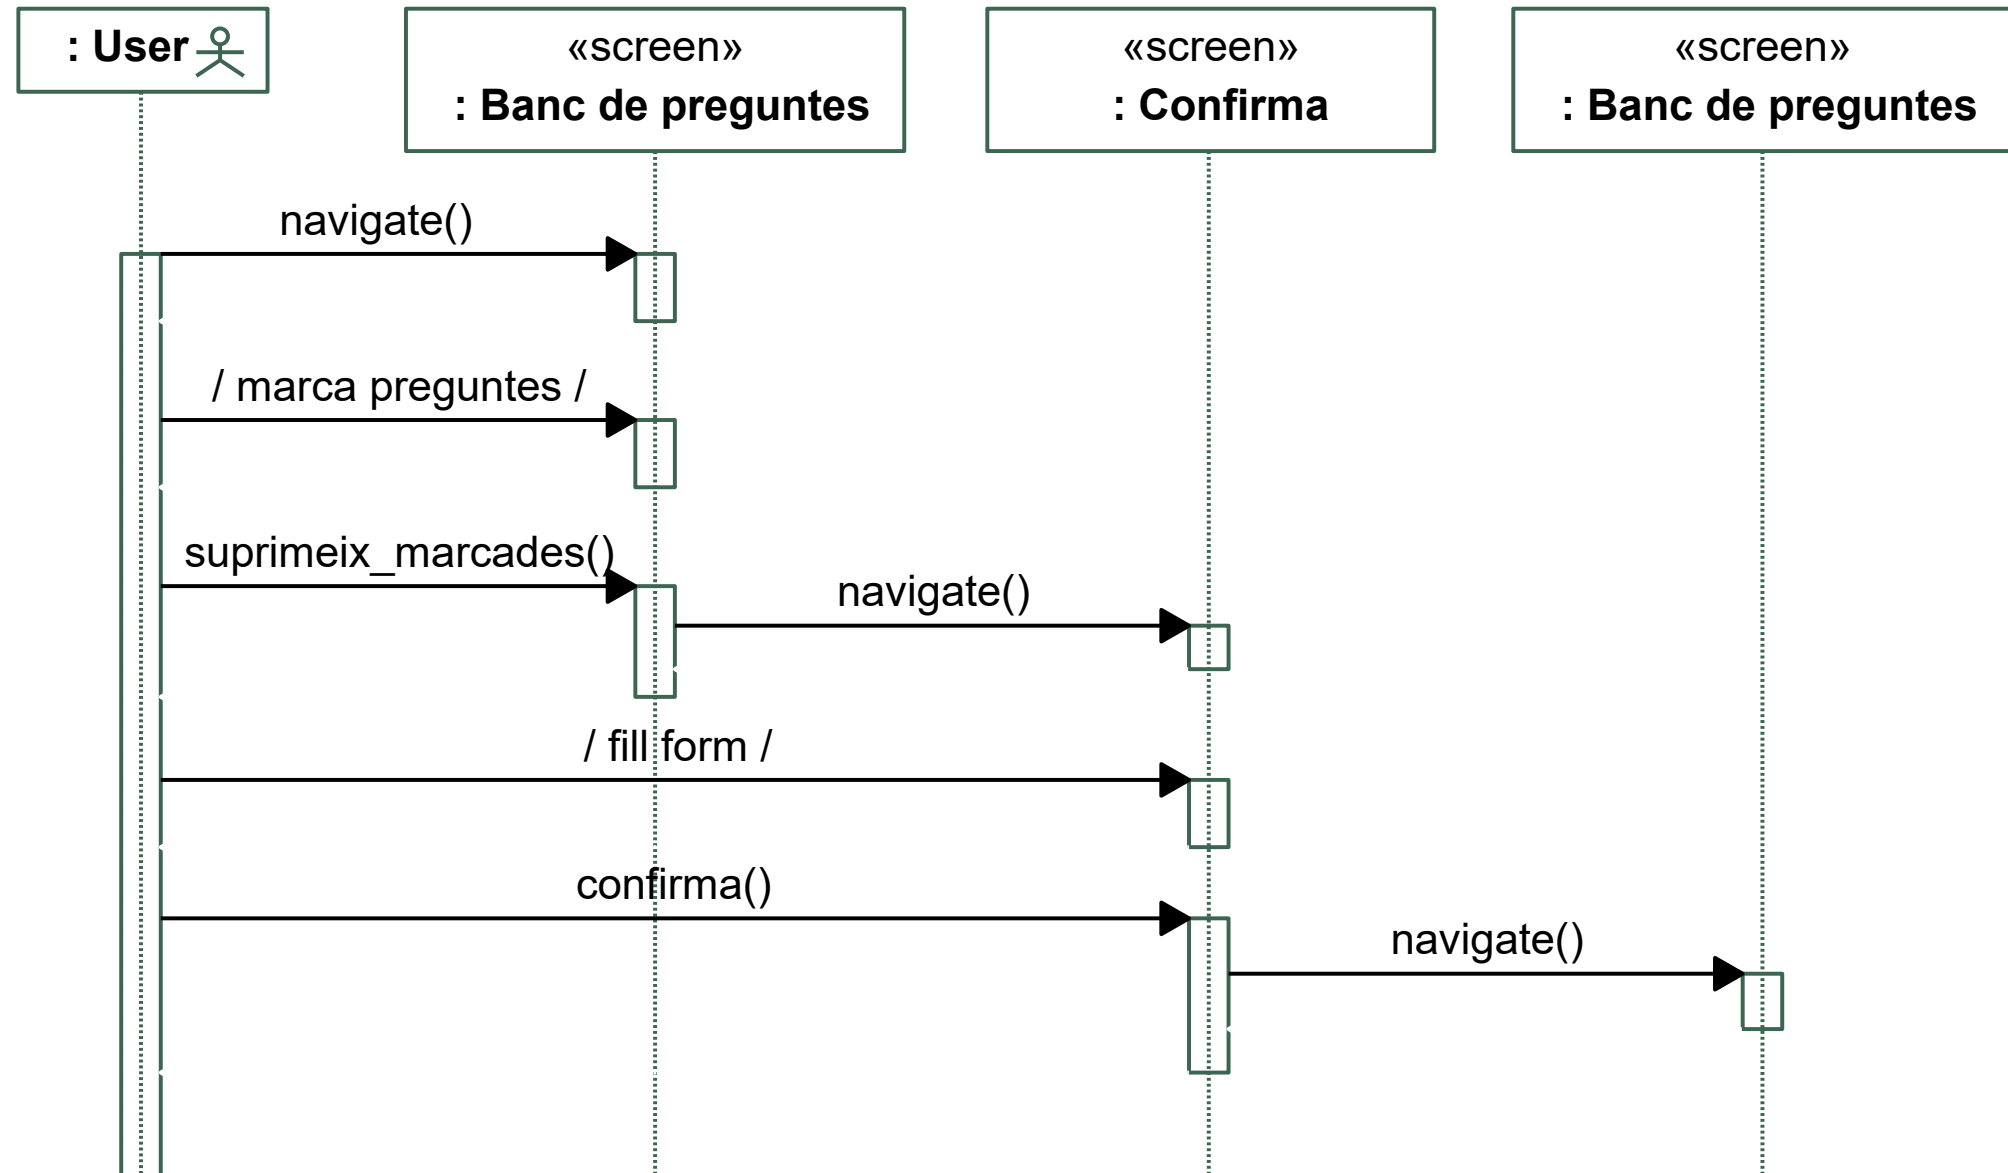 : User
«screen»
: Banc de preguntes
«screen»
: Confirma
«screen»
: Banc de preguntes
navigate()
/ marca preguntes /
suprimeix_marcades()
navigate()
/ fill form /
confirma()
navigate()